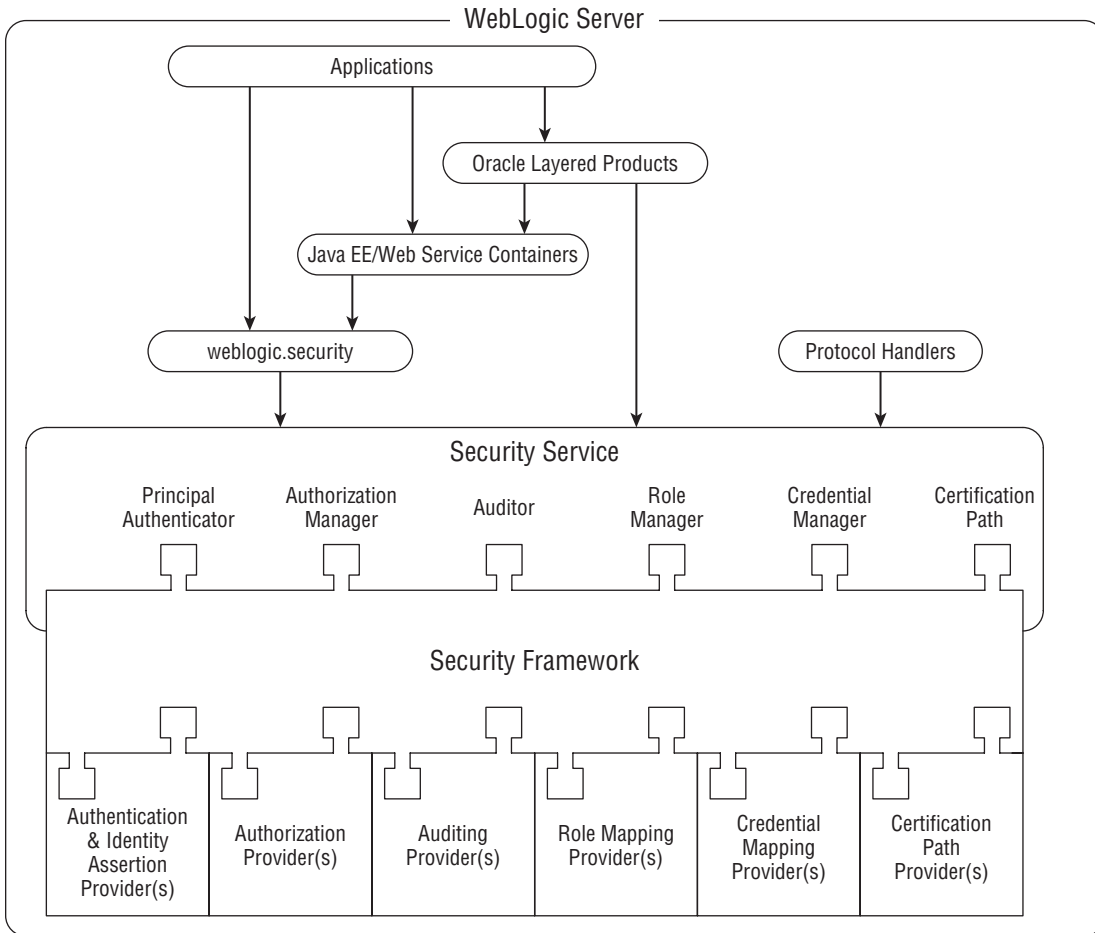 WebLogic Server
Applications
Oracle Layered Products
Java EE/Web Service Containers
weblogic.security
Protocol Handlers
Security Service
Principal
Authenticator
Authorization
Manager
Auditor
Role
Manager
Credential
Manager
Certification
Path
Security Framework
Authentication
& Identity
Assertion
Provider(s)
Authorization
Provider(s)
Auditing
Provider(s)
Role Mapping
Provider(s)
Credential
Mapping
Provider(s)
Certification
Path
Provider(s)